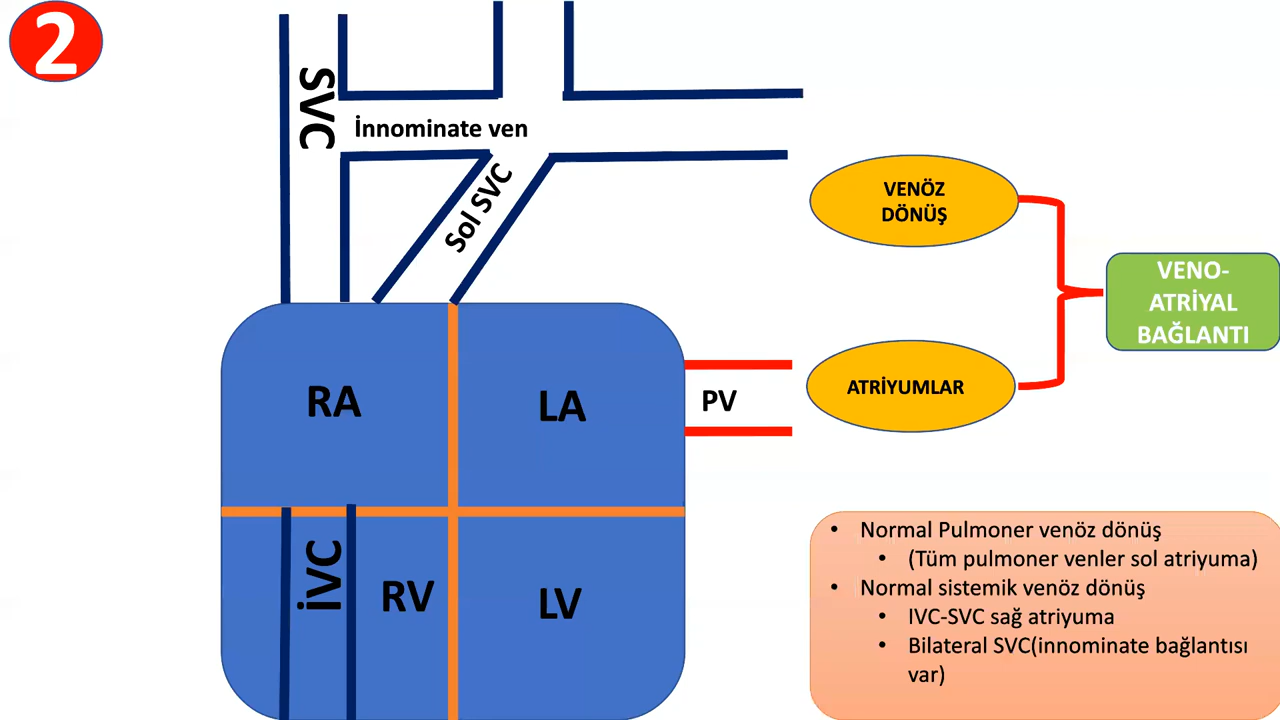 2
SVC
İnnominate ven
Sol SVC
VENÖZ
DÖNÜŞ
VENO-
ATRİYAL
BAĞLANTI
RA
LA
PV
ATRİYUMLAR
İVC
RV
LV
• Normal Pulmoner venöz dönüş
• (Tüm pulmoner venler sol atriyuma)
• Normal sistemik venöz dönüş
• IVC-SVC sağ atriyuma
• Bilateral SVC(innominate bağlantısı
var)